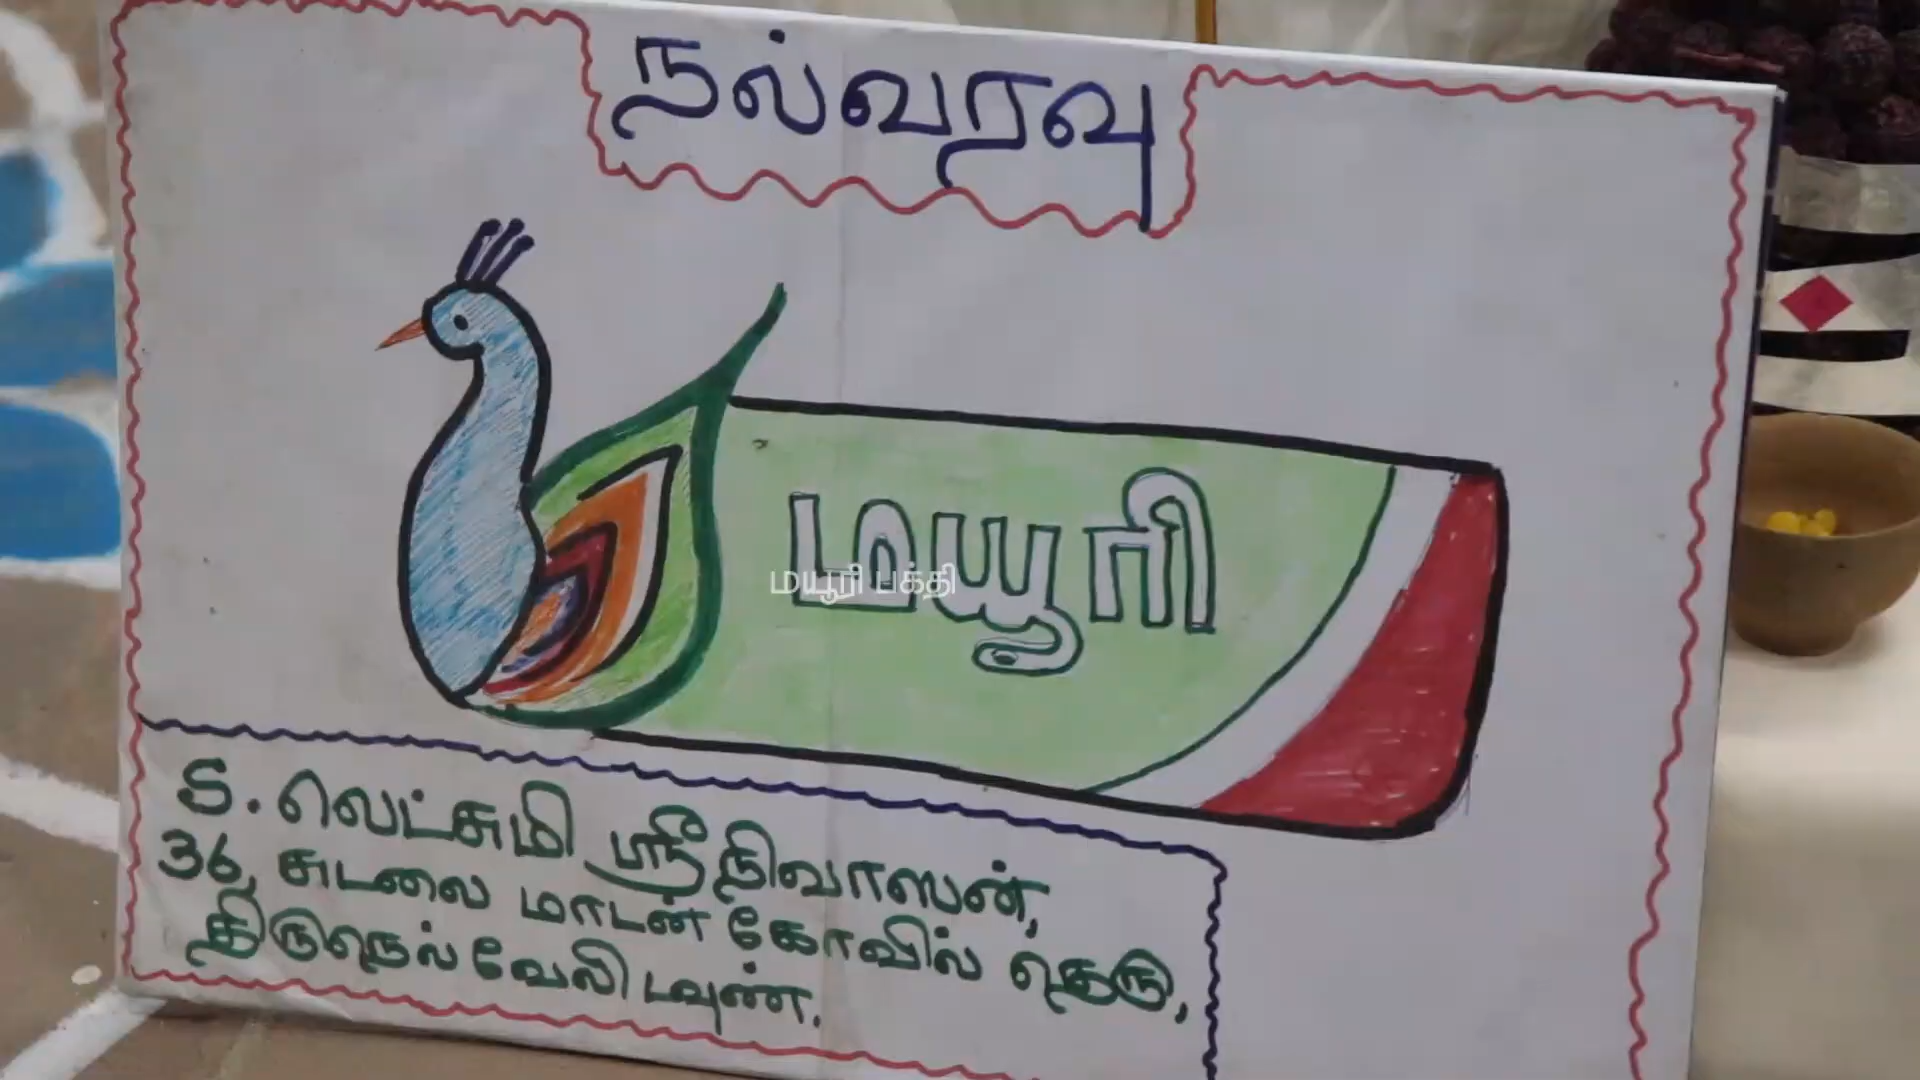 நல்வரவு
மயூரி
மயூரி பக்தி
S. லெட்சுமி ஸ்ரீநிவாஸன்,
36, சுடலை மாடன் கோவில் தெரு,
திருநெல்வேலி டவுண்.